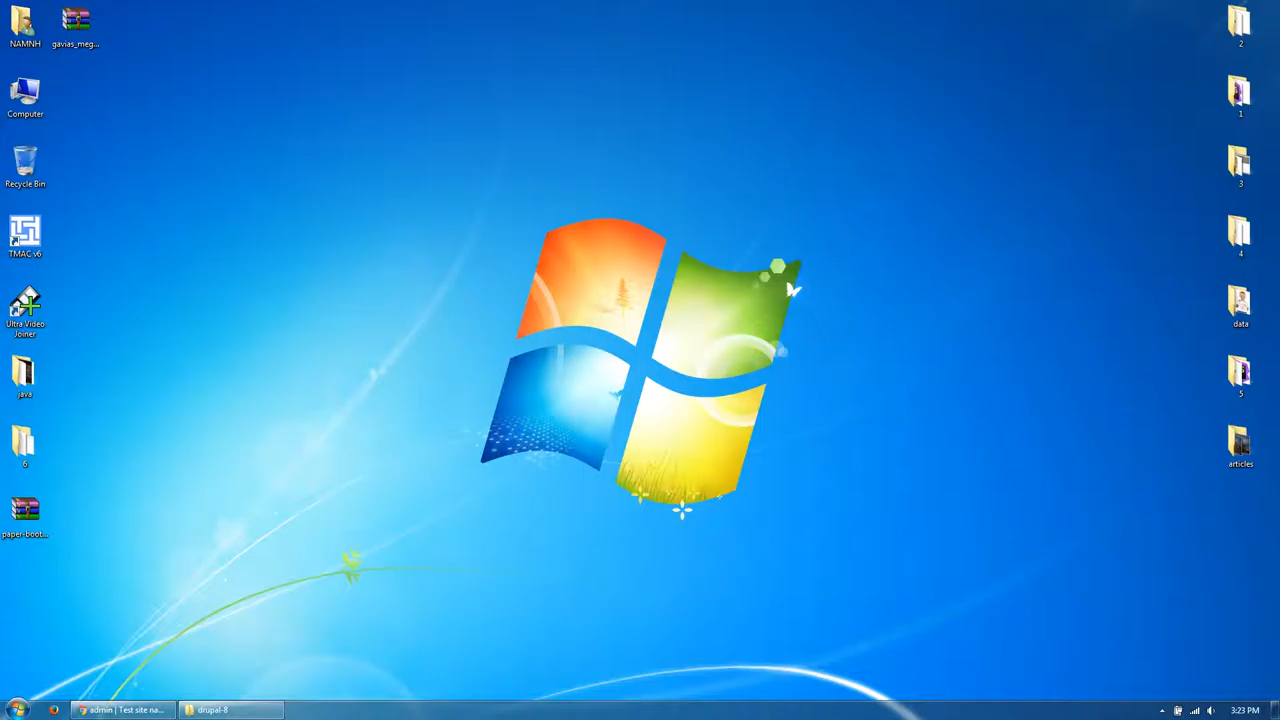 NAMNH
gavias_meg...
Computer
Recycle Bin
TMAC v6
Ultra Video
Joiner
java
6
paper-boot...
2
1
3
4
data
5
articles
admin | Test site na...
drupal-8
3:23 PM